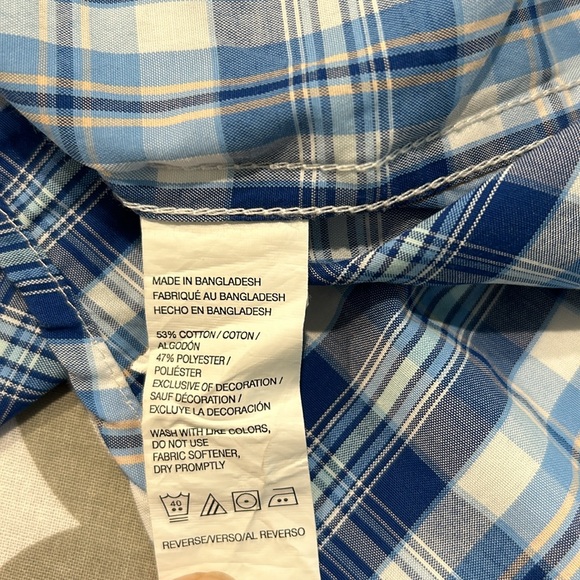 MADE IN BANGLADESH
FABRIQUÉ AU BANGLADESH
HECHO EN BANGLADESH
53% COTTON / COTON /
ALGODÓN
47% POLYESTER /
POLIÉSTER
EXCLUSIVE OF DECORATION /
SAUF DÉCORATION /
EXCLUYE LA DECORACIÓN
WASH WITH LIKE COLORS,
DO NOT USE
FABRIC SOFTENER,
DRY PROMPTLY
40
REVERSE/VERSO/AL REVERSO